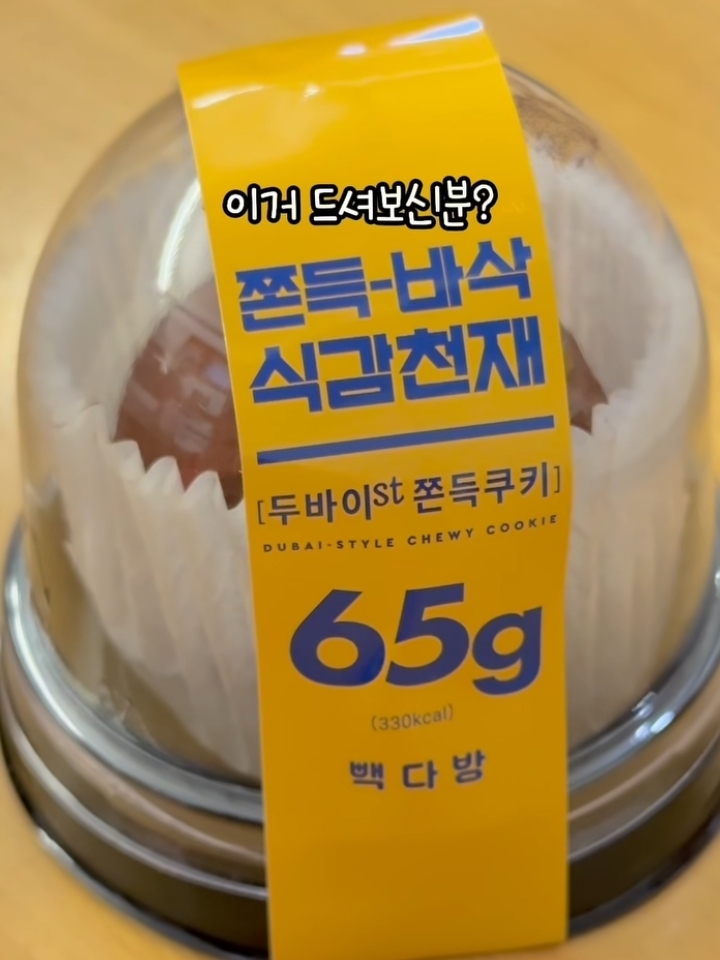 이거 드셔보신분?
쫀득-바삭
식감천재
[두바이st 쫀득쿠키]
DUBAI-STYLE CHEWY COOKIE
65g
(330kcal)
빽다방